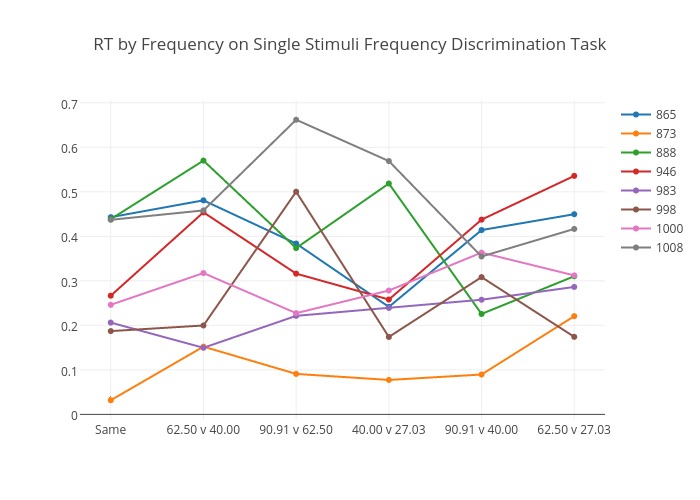 RT by Frequency on Single Stimuli Frequency Discrimination Task
0.7
0.6
0.5
0.4
0.3
0.2
0.1
0
Same
62.50 v 40.00
90.91 v 62.50
40.00 v 27.03
90.91 v 40.00
62.50 v 27.03
865
873
888
946
983
998
1000
1008